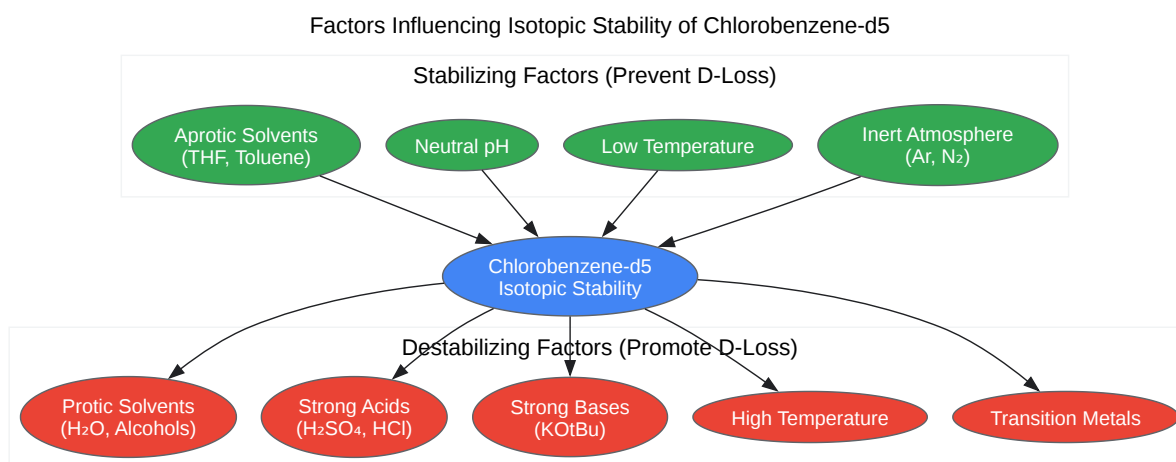 Factors Influencing Isotopic Stability of Chlorobenzene-d5
Stabilizing Factors (Prevent D-Loss)
Aprotic Solvents
(THF, Toluene)
Neutral pH
Low Temperature
Inert Atmosphere
(Ar, N₂)
Chlorobenzene-d5
Isotopic Stability
Destabilizing Factors (Promote D-Loss)
Protic Solvents
(H₂O, Alcohols)
Strong Acids
(H₂SO₄, HCl)
Strong Bases
(KOtBu)
High Temperature
Transition Metals